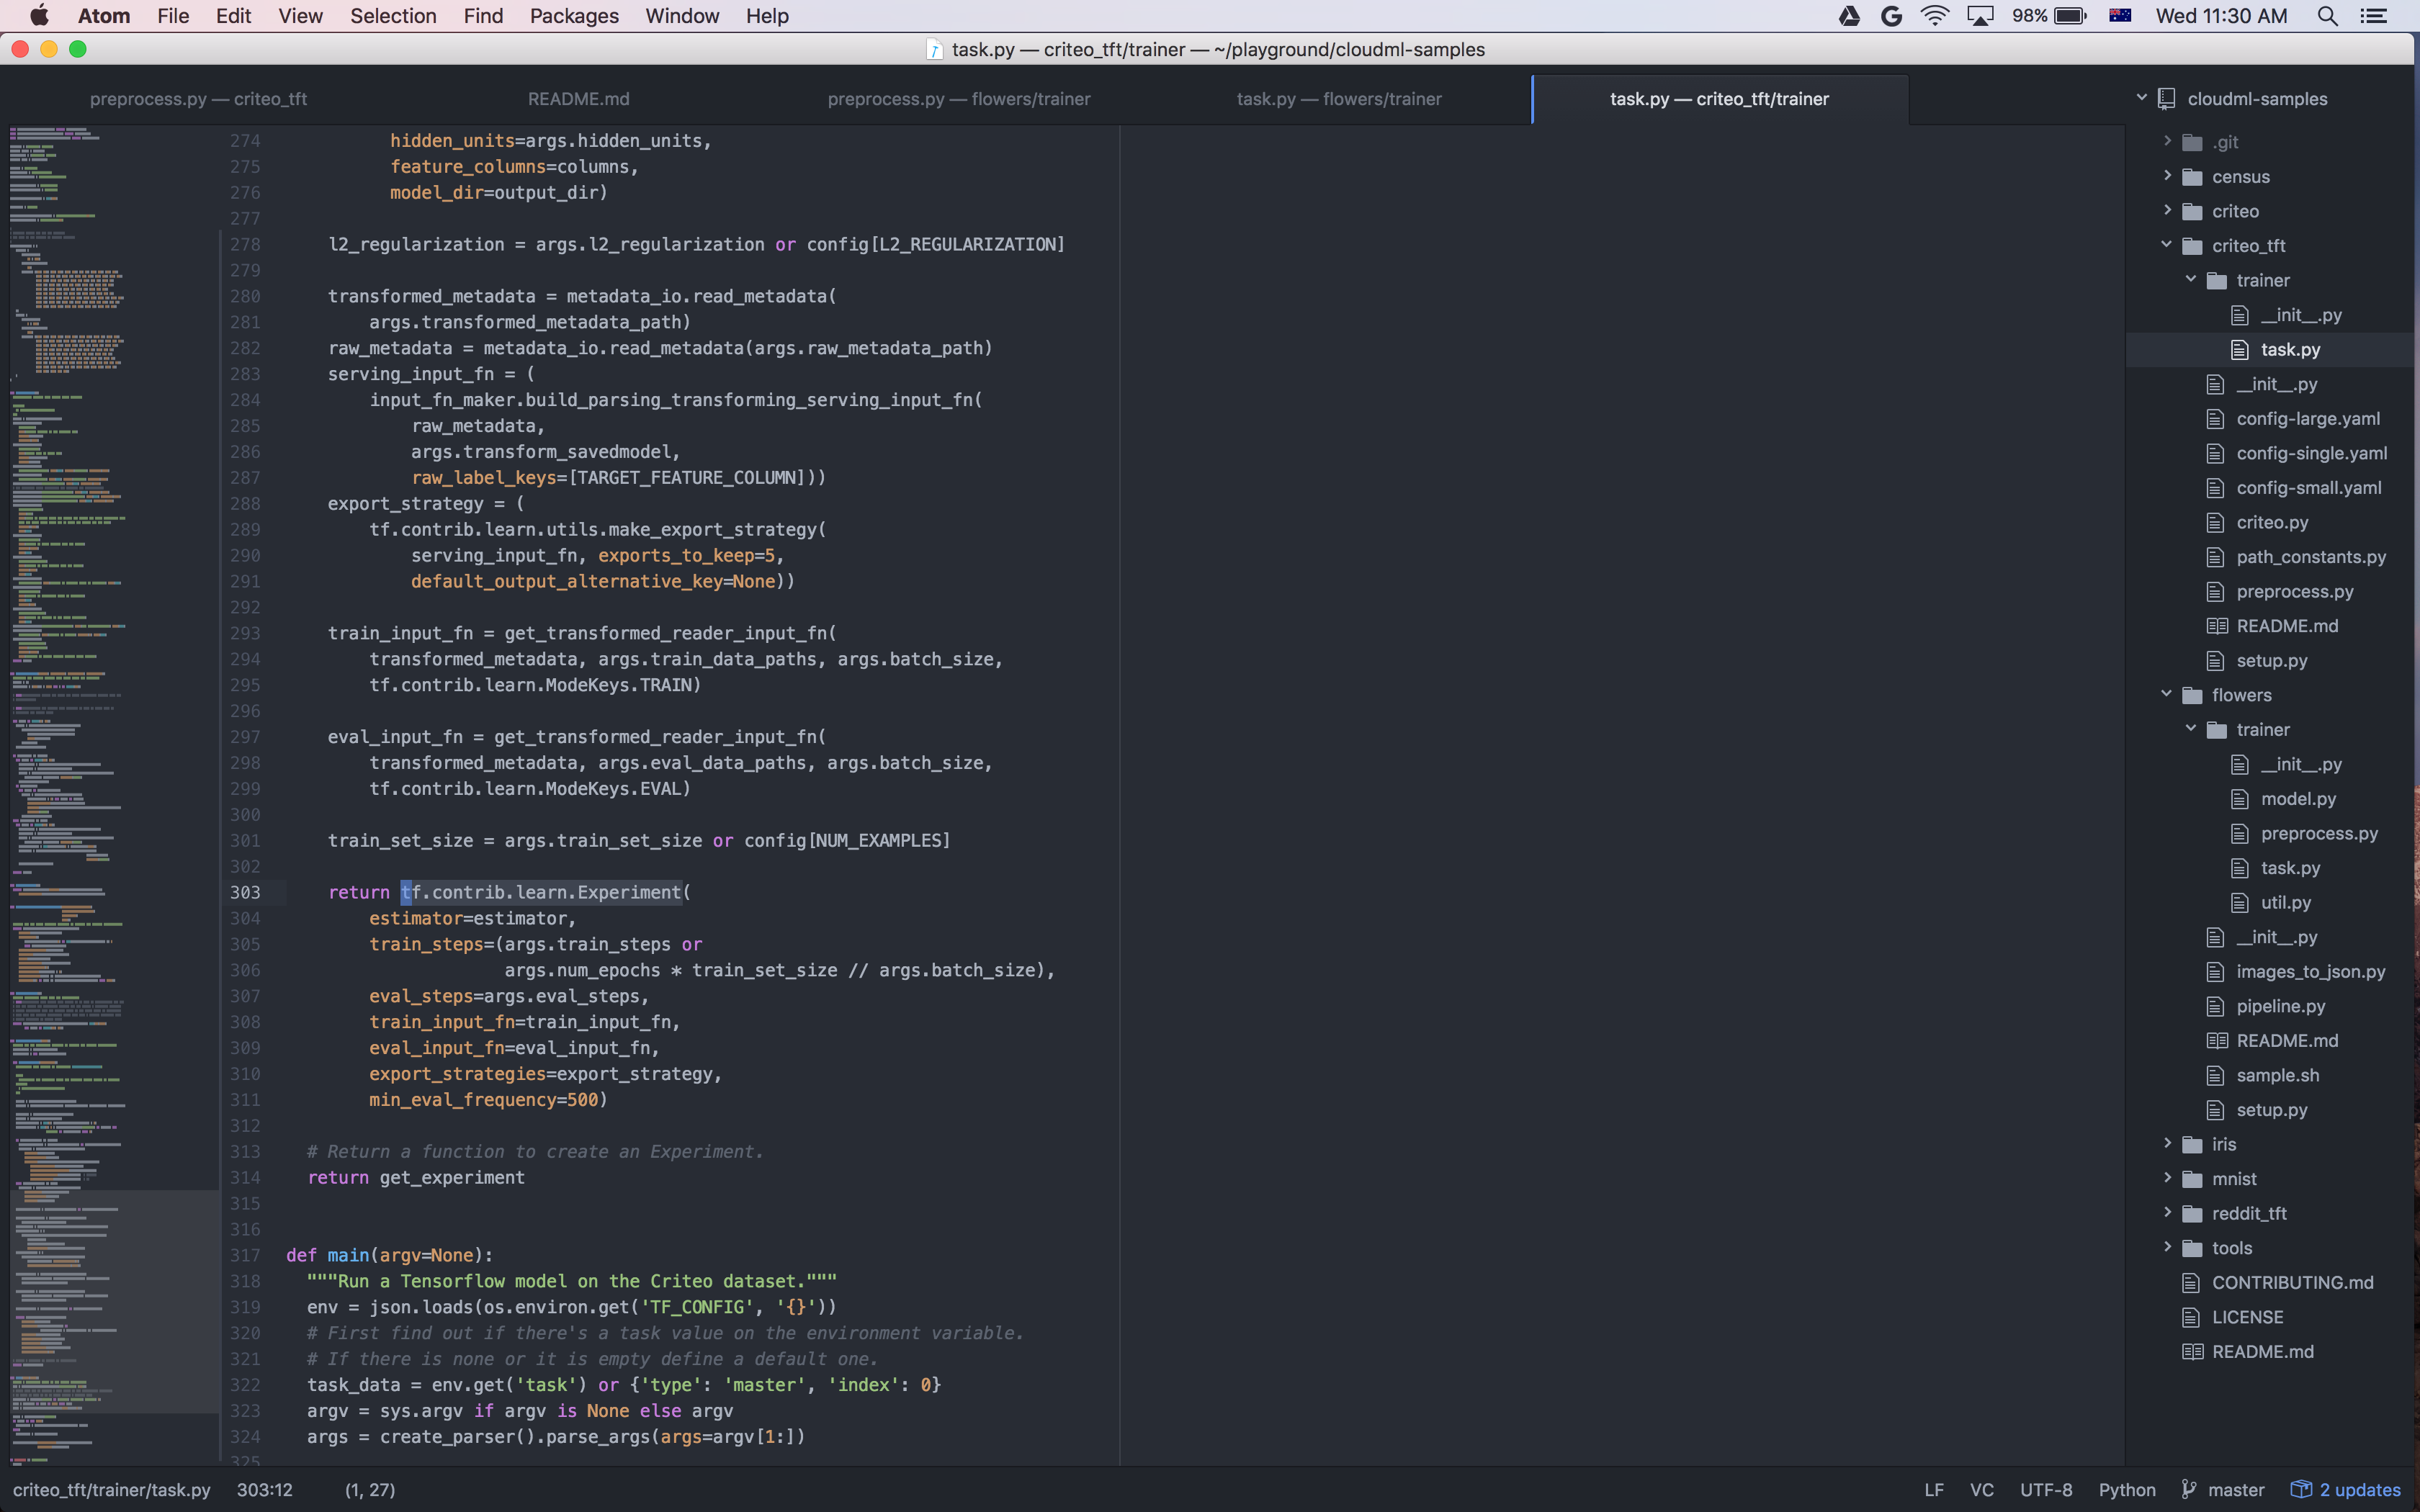 Atom File Edit View Selection Find Packages Window Help 98% Wed 11:30 AM
task.py — criteo_tft/trainer — ~/playground/cloudml-samples
preprocess.py — criteo_tft README.md preprocess.py — flowers/trainer task.py — flowers/trainer task.py — criteo_tft/trainer
274 hidden_units=args.hidden_units,
275 feature_columns=columns,
276 model_dir=output_dir)
277
278 l2_regularization = args.l2_regularization or config[L2_REGULARIZATION]
279
280 transformed_metadata = metadata_io.read_metadata(
281 args.transformed_metadata_path)
282 raw_metadata = metadata_io.read_metadata(args.raw_metadata_path)
283 serving_input_fn = (
284 input_fn_maker.build_parsing_transforming_serving_input_fn(
285 raw_metadata,
286 args.transform_savedmodel,
287 raw_label_keys=[TARGET_FEATURE_COLUMN]))
288 export_strategy = (
289 tf.contrib.learn.utils.make_export_strategy(
290 serving_input_fn, exports_to_keep=5,
291 default_output_alternative_key=None))
292
293 train_input_fn = get_transformed_reader_input_fn(
294 transformed_metadata, args.train_data_paths, args.batch_size,
295 tf.contrib.learn.ModeKeys.TRAIN)
296
297 eval_input_fn = get_transformed_reader_input_fn(
298 transformed_metadata, args.eval_data_paths, args.batch_size,
299 tf.contrib.learn.ModeKeys.EVAL)
300
301 train_set_size = args.train_set_size or config[NUM_EXAMPLES]
302
303 return tf.contrib.learn.Experiment(
304 estimator=estimator,
305 train_steps=(args.train_steps or
306 args.num_epochs * train_set_size // args.batch_size),
307 eval_steps=args.eval_steps,
308 train_input_fn=train_input_fn,
309 eval_input_fn=eval_input_fn,
310 export_strategies=export_strategy,
311 min_eval_frequency=500)
312
313 # Return a function to create an Experiment.
314 return get_experiment
315
316
317 def main(argv=None):
318 """Run a Tensorflow model on the Criteo dataset."""
319 env = json.loads(os.environ.get('TF_CONFIG', '{}'))
320 # First find out if there's a task value on the environment variable.
321 # If there is none or it is empty define a default one.
322 task_data = env.get('task') or {'type': 'master', 'index': 0}
323 argv = sys.argv if argv is None else argv
324 args = create_parser().parse_args(args=argv[1:])
325
cloudml-samples
.git
census
criteo
criteo_tft
trainer
__init__.py
task.py
__init__.py
config-large.yaml
config-single.yaml
config-small.yaml
criteo.py
path_constants.py
preprocess.py
README.md
setup.py
flowers
trainer
__init__.py
model.py
preprocess.py
task.py
util.py
__init__.py
images_to_json.py
pipeline.py
README.md
sample.sh
setup.py
iris
mnist
reddit_tft
tools
CONTRIBUTING.md
LICENSE
README.md
criteo_tft/trainer/task.py 303:12 (1, 27) LF VC UTF-8 Python master 2 updates